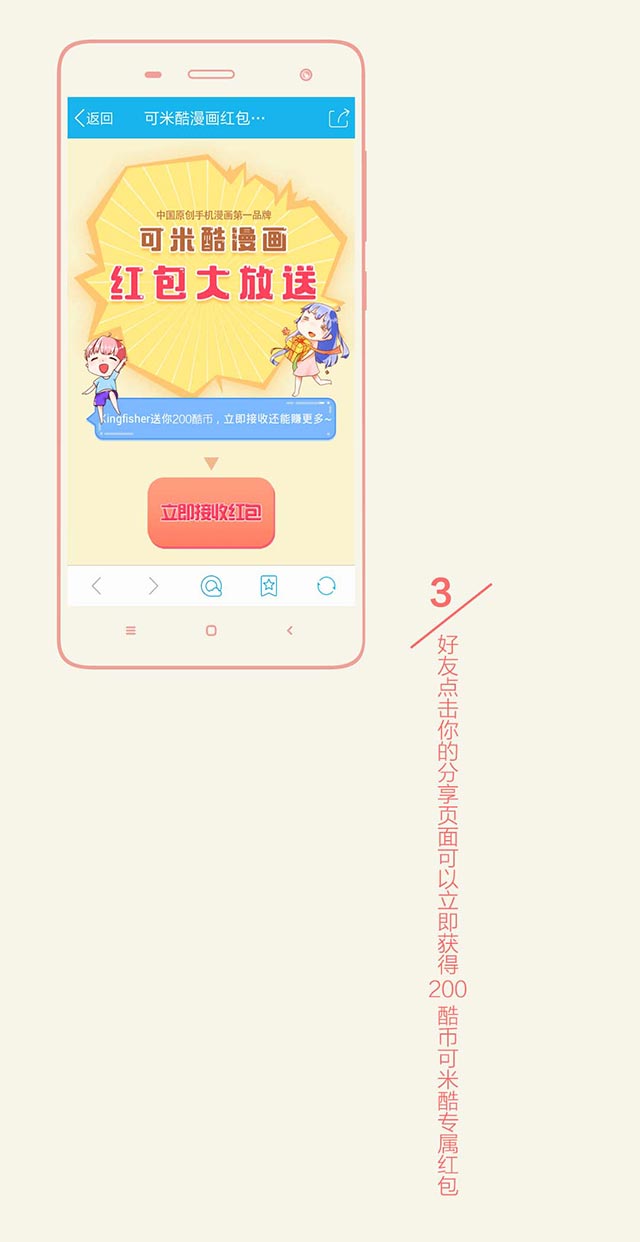 返回
可米酷漫画红包…
中国原创手机漫画第一品牌
可米酷漫画
红包大放送
Kingfisher送你200酷币，立即接收还能赚更多~
立即接收红包
3
好友点击你的分享页面可以立即获得200酷币可米酷专属红包